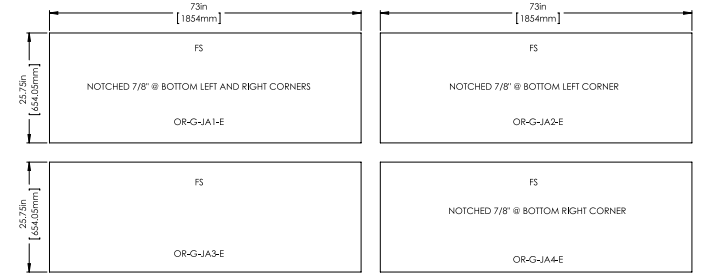 73in
[1854mm]
73in
[1854mm]
25.75in
[654.05mm]
FS
NOTCHED 7/8" @ BOTTOM LEFT AND RIGHT CORNERS
OR-G-JA1-E
FS
NOTCHED 7/8" @ BOTTOM LEFT CORNER
OR-G-JA2-E
25.75in
[654.05mm]
FS
OR-G-JA3-E
FS
NOTCHED 7/8" @ BOTTOM RIGHT CORNER
OR-G-JA4-E